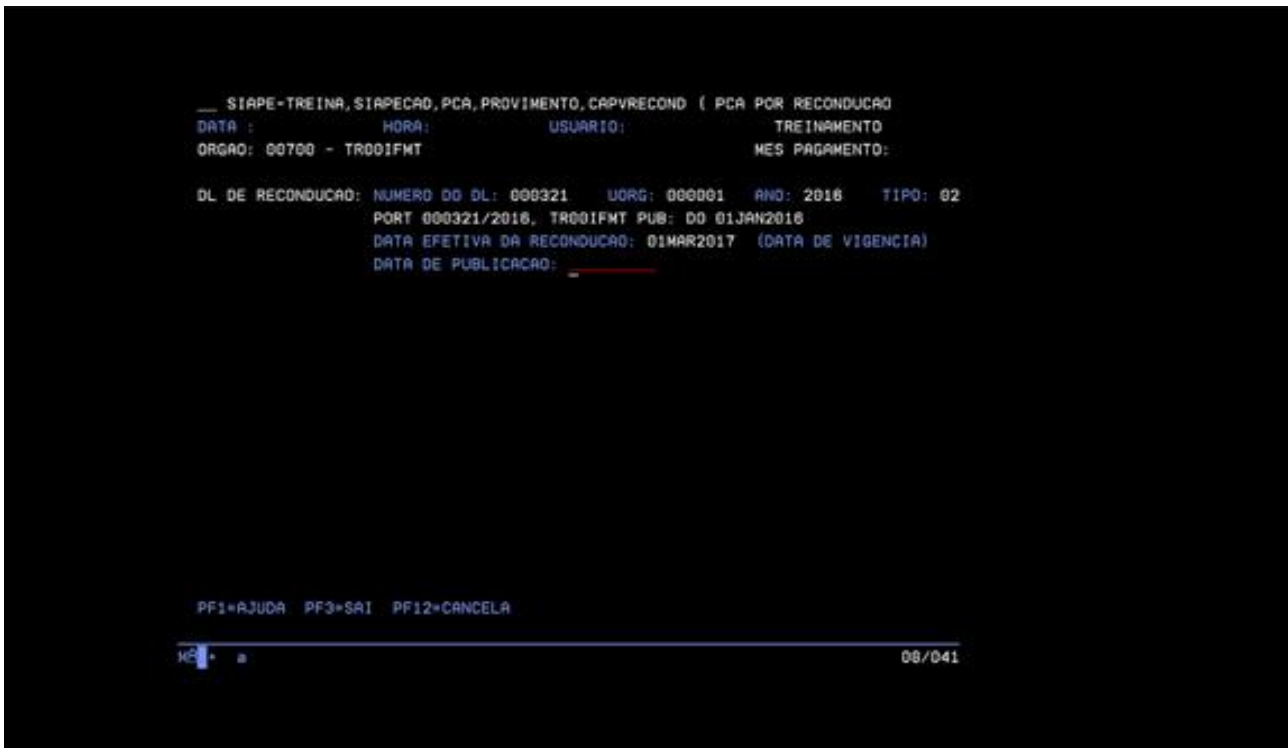 __ SIAPE-TREINA,SIAPECAD,PCA,PROVIMENTO,CAPVRECOND ( PCA POR RECONDUCAO
DATA : HORA: USUARIO: TREINAMENTO
ORGAO: 00700 - TRODIFMT MES PAGAMENTO:
DL DE RECONDUCAO: NUMERO DO DL: 000321 UORG: 000001 ANO: 2016 TIPO: 02
PORT 000321/2016, TRODIFMT PUB: DO 01JAN2016
DATA EFETIVA DA RECONDUCAO: 01MAR2017 (DATA DE VIGENCIA)
DATA DE PUBLICACAO: _________
PF1=AJUDA PF3=SAI PF12=CANCELA
a 08/041